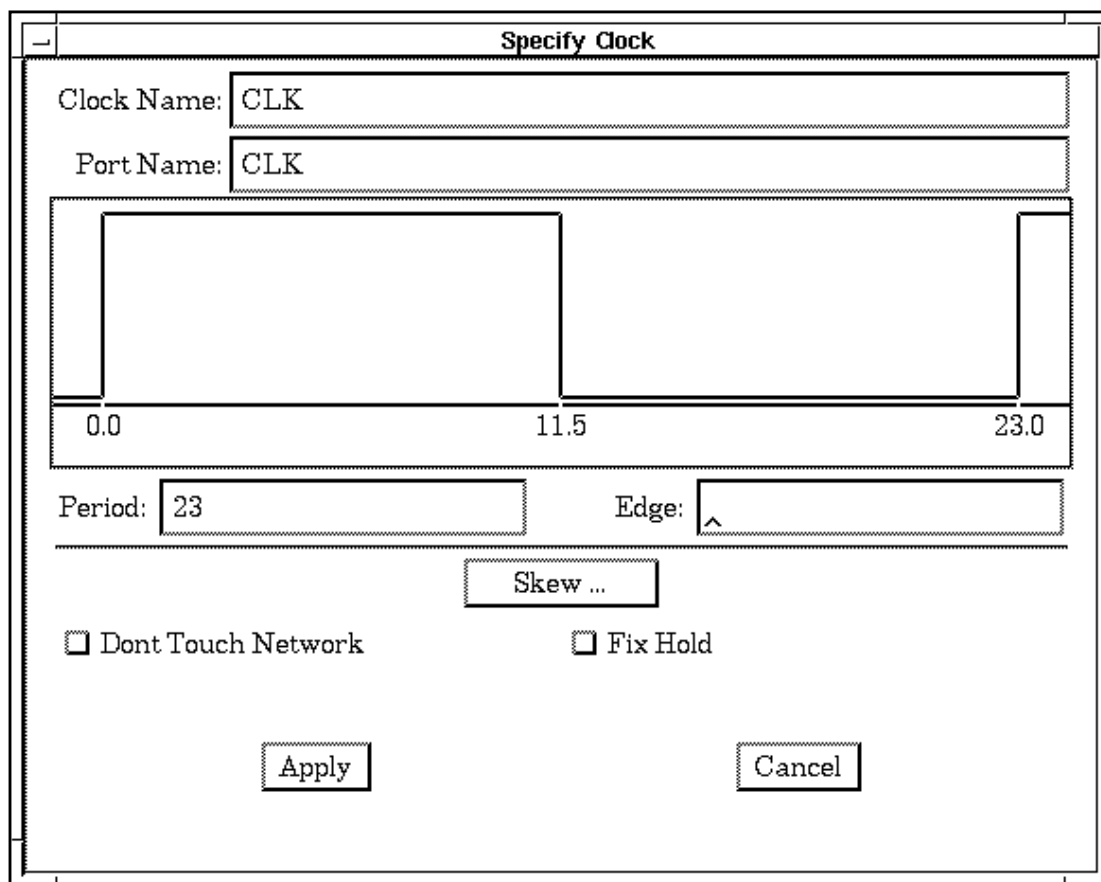 Specify Clock
Clock Name: CLK
Port Name: CLK
0.0 11.5 23.0
Period: 23 Edge:
Skew ...
Dont Touch Network Fix Hold
Apply Cancel